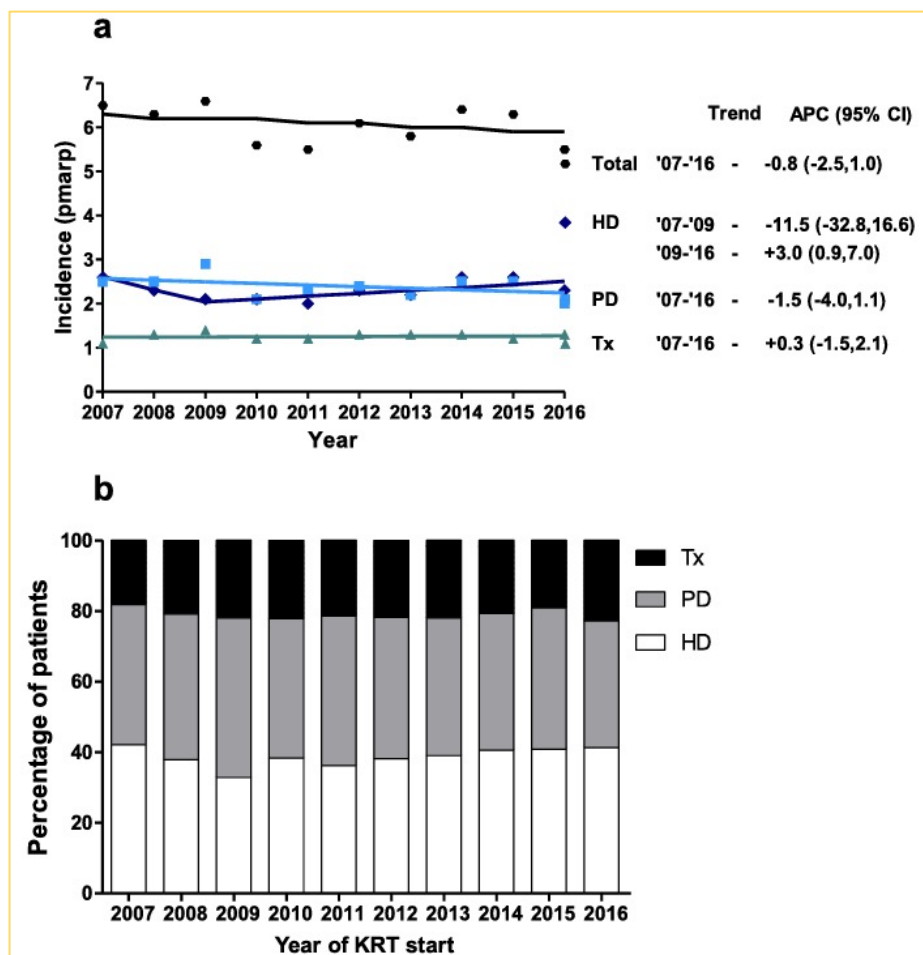 a
7
6
5
4
3
2
1
0
Incidence (pmarp)
2007 2008 2009 2010 2011 2012 2013 2014 2015 2016
Year
Trend APC (95% CI)
Total '07-'16 - -0.8 (-2.5,1.0)
HD '07-'09 - -11.5 (-32.8,16.6)
'09-'16 - +3.0 (0.9,7.0)
PD '07-'16 - -1.5 (-4.0,1.1)
Tx '07-'16 - +0.3 (-1.5,2.1)
b
100
80
60
40
20
0
Percentage of patients
2007 2008 2009 2010 2011 2012 2013 2014 2015 2016
Year of KRT start
Tx
PD
HD